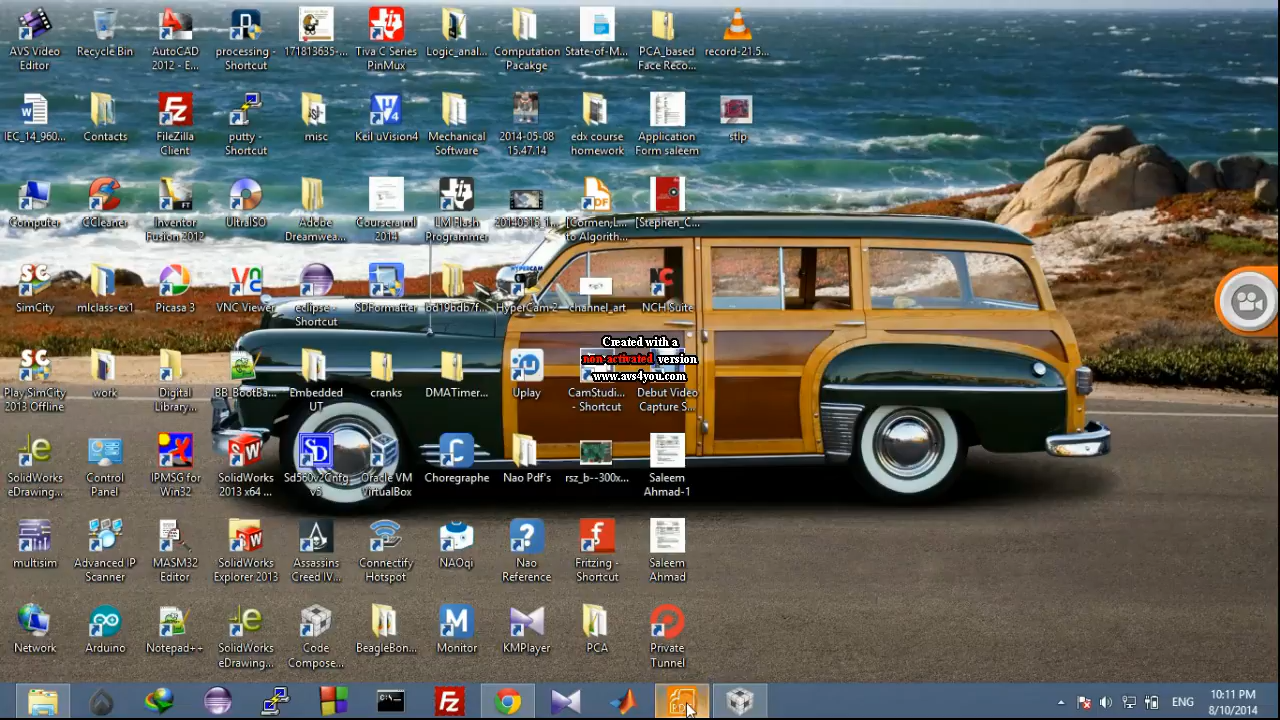 AVS Video
Editor
Recycle Bin
AutoCAD
2012 - E...
processing -
Shortcut
171813635-...
Tiva C Series
PinMux
Logic_anal...
Computation
Pacakge
State-of-M...
PCA_based
Face Reco...
record-21.5...
IEC_14_960...
Contacts
FileZilla
Client
putty -
Shortcut
misc
Keil uVision4
Mechanical
Software
2014-05-08
15.47.14
edx course
homework
Application
Form saleem
stlp
Computer
CCleaner
Inventor
Fusion 2012
UltraISO
Adobe
Dreamwea...
Coursera ml
2014
LM Flash
Programmer
20140516_1...
[Cormen;L...
to Algorith...
[Stephen_C...
SimCity
mlclass-ex1
Picasa 3
VNC Viewer
eclipse -
Shortcut
SDFormatter
bd19bdb7f...
HyperCam 2
channel_art
NCH Suite
Created with a
non-activated version
www.avs4you.com
Play SimCity
2013 Offline
work
Digital
Library...
BB_BootBa...
Embedded
UT
cranks
DMATimer...
Uplay
CamStudi...
- Shortcut
Debut Video
Capture S...
SolidWorks
eDrawing...
Control
Panel
IPMSG for
Win32
SolidWorks
2013 x64 ...
Sd560v2Cnfg
v5
Oracle VM
VirtualBox
Choregraphe
Nao Pdf's
rsz_b--300x...
Saleem
Ahmad-1
multisim
Advanced IP
Scanner
MASM32
Editor
SolidWorks
Explorer 2013
Assassins
Creed IV...
Connectify
Hotspot
NAOqi
Nao
Reference
Fritzing -
Shortcut
Saleem
Ahmad
Network
Arduino
Notepad++
SolidWorks
eDrawing...
Code
Compose...
BeagleBon...
Monitor
KMPlayer
PCA
Private
Tunnel
ENG
10:11 PM
8/10/2014